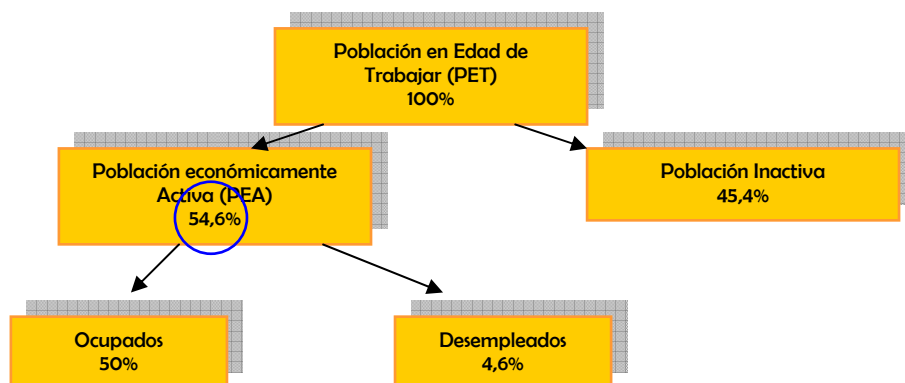 Población en Edad de
Trabajar (PET)
100%
Población económicamente
Activa (PEA)
54,6%
Población Inactiva
45,4%
Ocupados
50%
Desempleados
4,6%